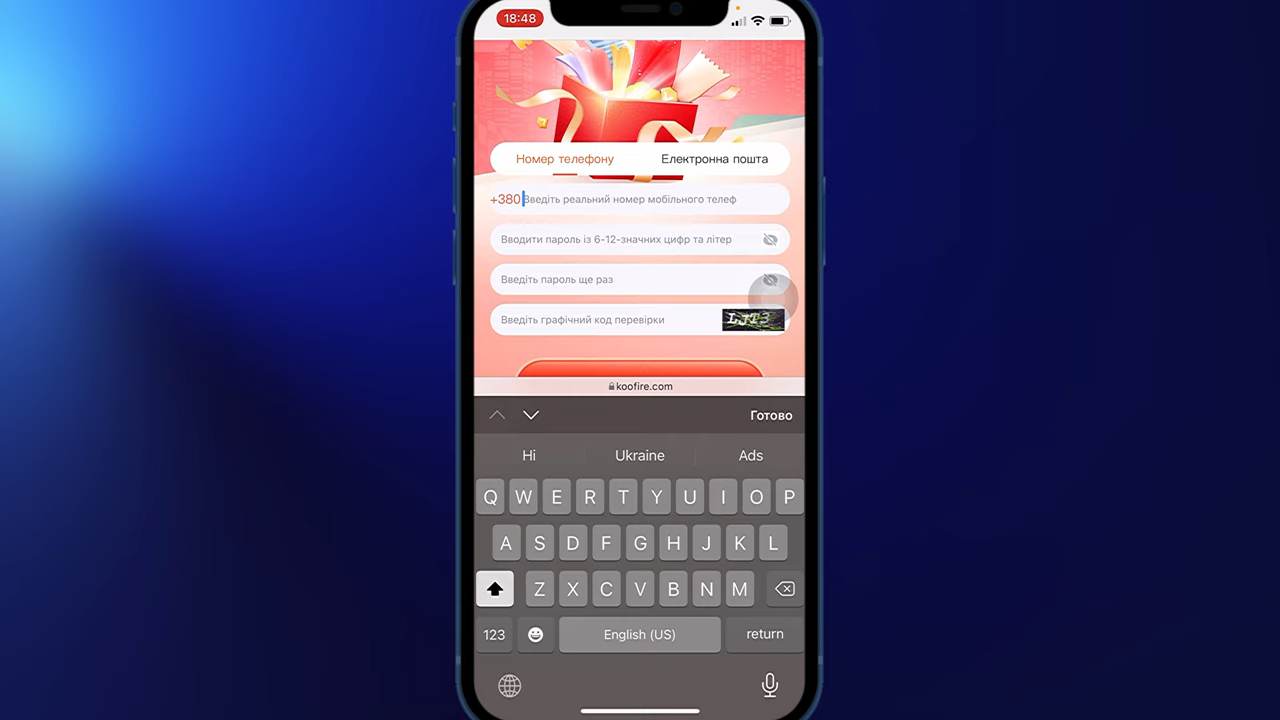 18:48
Номер телефону Електронна пошта
+380 Введіть реальний номер мобільного телеф
Вводити пароль із 6-12-значних цифр та літер
Введіть пароль ще раз
Введіть графічний код перевірки
koofire.com
Готово
Hi Ukraine Ads
Q W E R T Y U I O P
A S D F G H J K L
Z X C V B N M
123 English (US) return